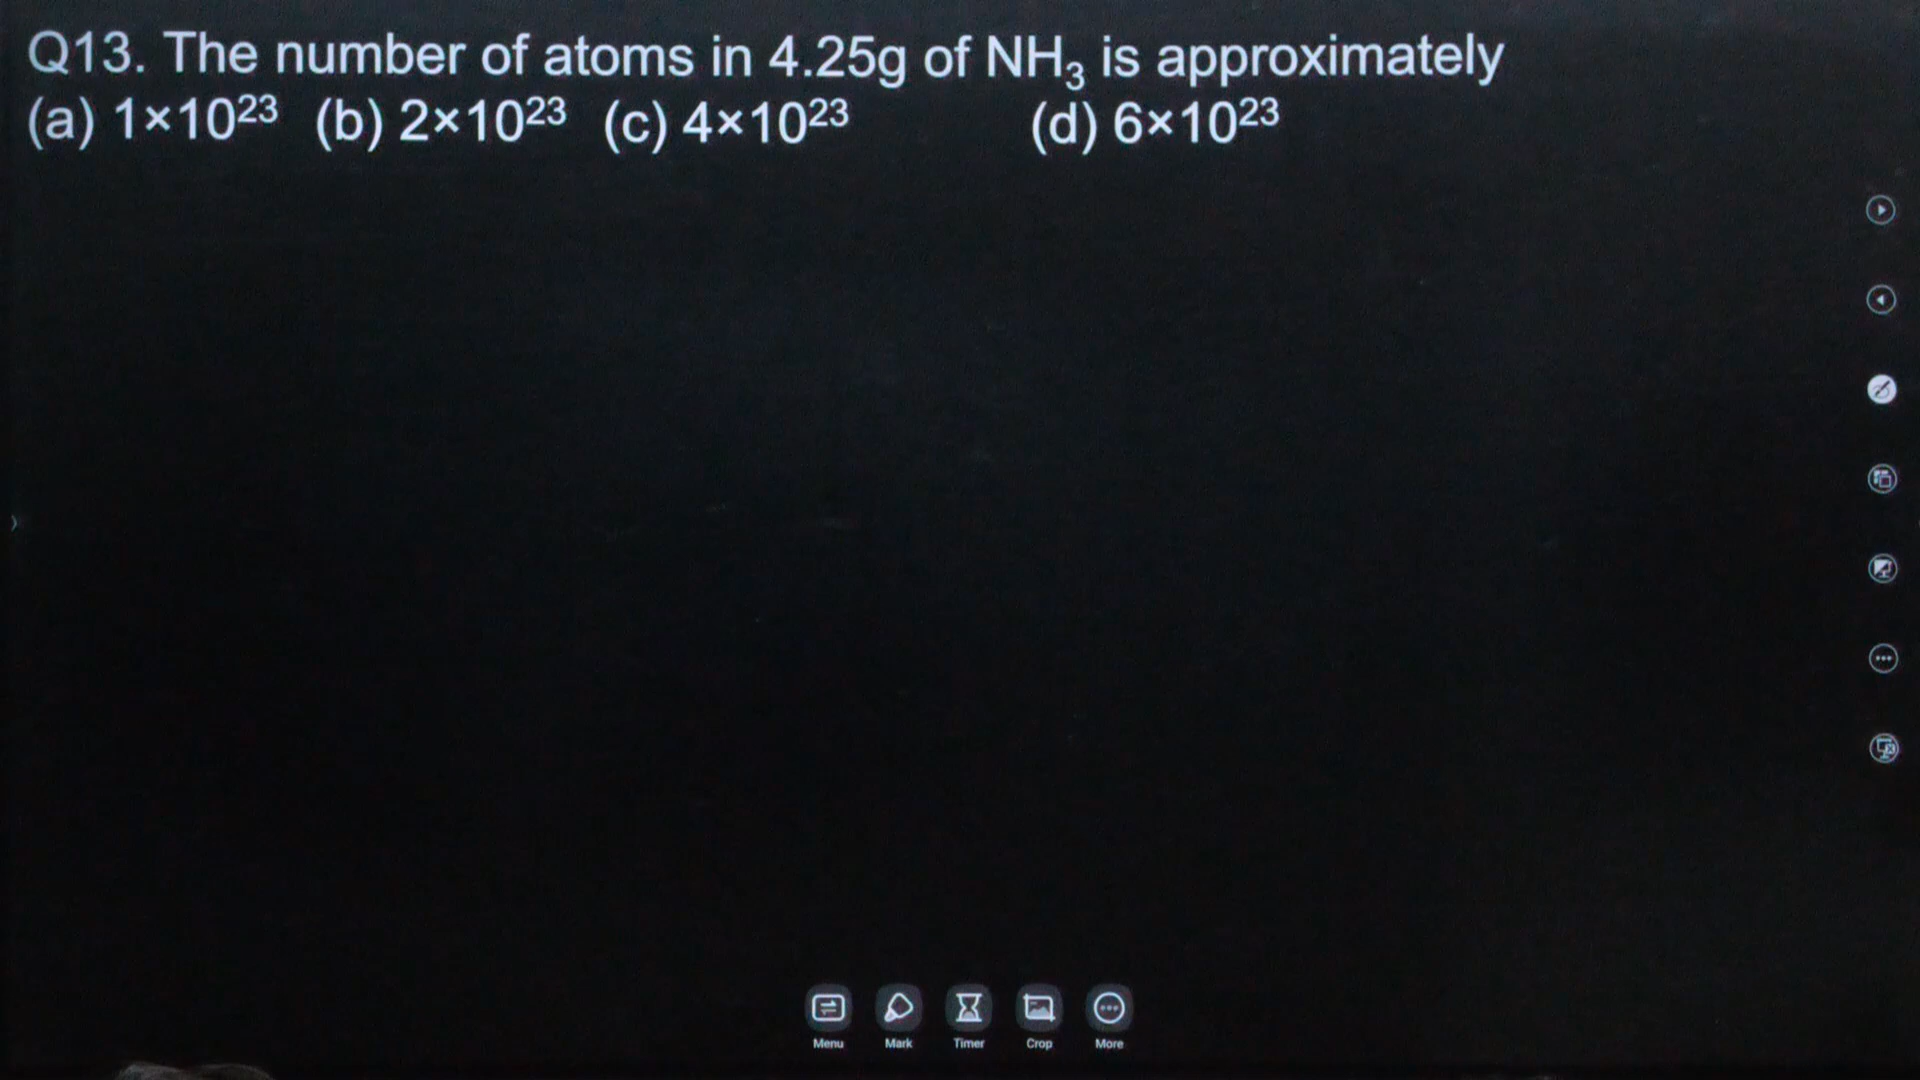 Q13. The number of atoms in 4.25g of NH₃ is approximately
(a) 1×10²³ (b) 2×10²³ (c) 4×10²³ (d) 6×10²³
Menu Mark Timer Crop More